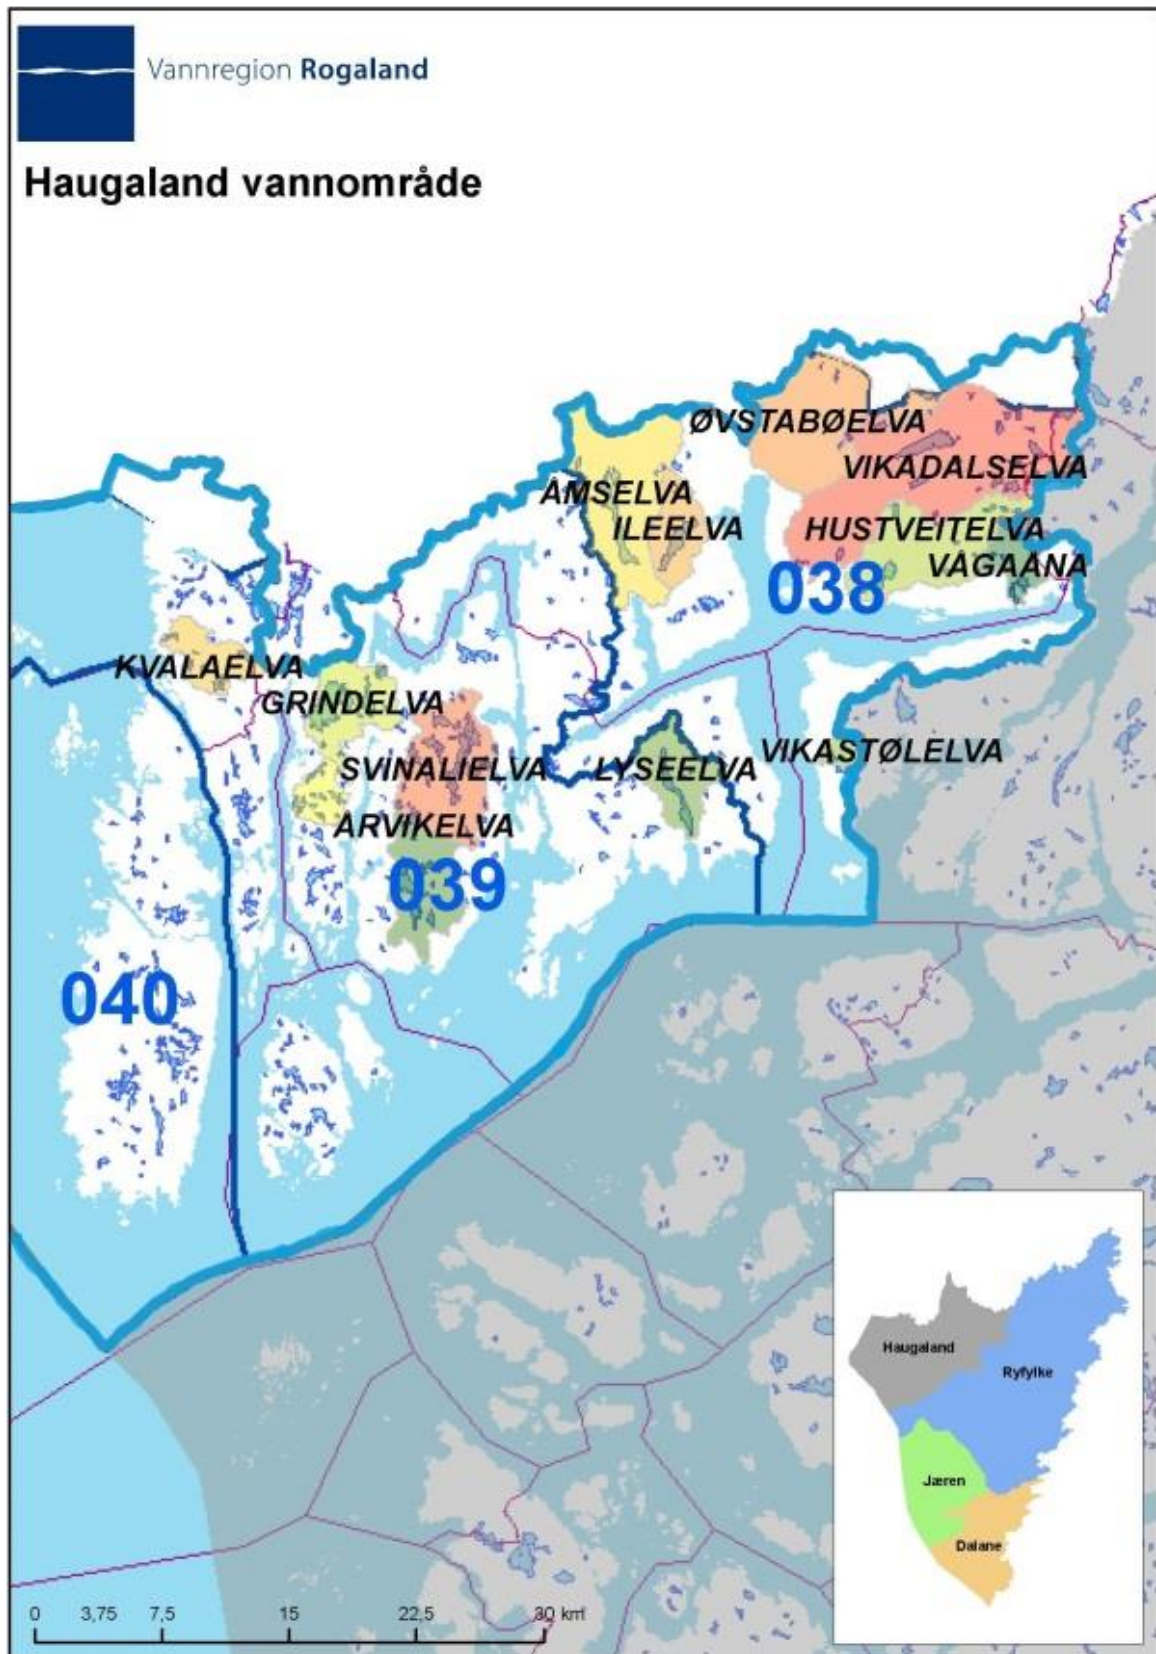 Vannregion Rogaland
Haugaland vannområde
ØVSTABØELVA
VIKADALSELVA
ÅMSELVA
ILEELVA
HUSTVEITELVA
VÅGAÅNA
038
KVALAELVA
GRINDELVA
VIKASTØLELVA
SVINALIELVA
LYSEELVA
ARVIKELVA
039
040
Haugaland
Ryfylke
Jæren
Dalane
0 3,75 7,5 15 22,5 30 km